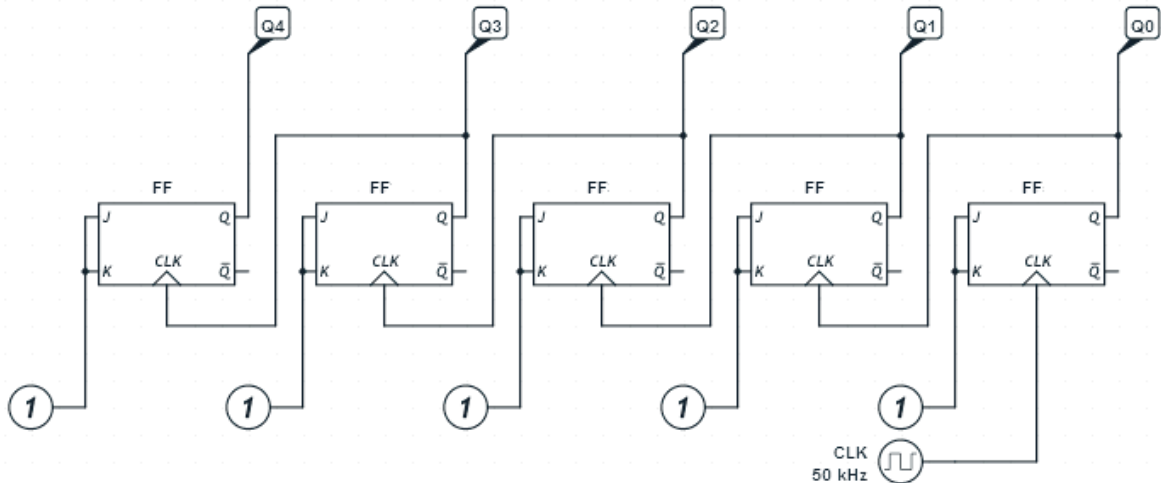 Q4 Q3 Q2 Q1 Q0
FF FF FF FF FF
J Q J Q J Q J Q J Q
CLK CLK CLK CLK CLK
K Q̅ K Q̅ K Q̅ K Q̅ K Q̅
1 1 1 1 1
CLK
50 kHz